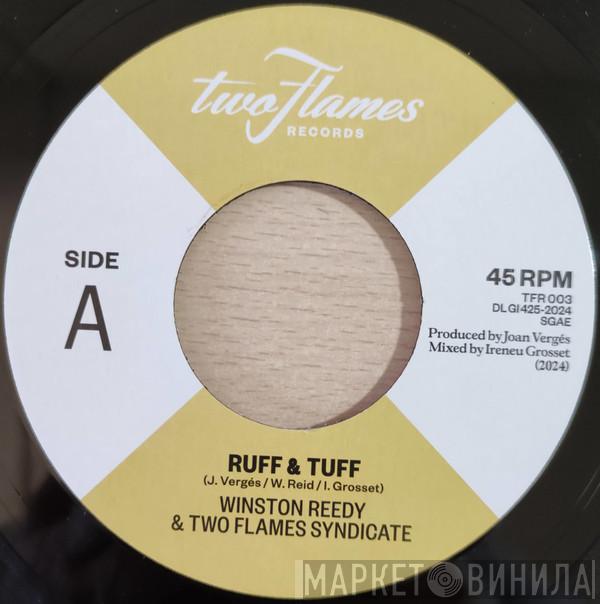 two Flames
RECORDS
SIDE
A
45 RPM
TFR 003
DL GI 425-2024
SGAE
Produced by Joan Vergés
Mixed by Ireneu Grosset
(2024)
RUFF & TUFF
(J. Vergés / W. Reid / I. Grosset)
WINSTON REEDY
& TWO FLAMES SYNDICATE
МАРКЕТ ВИНИЛА